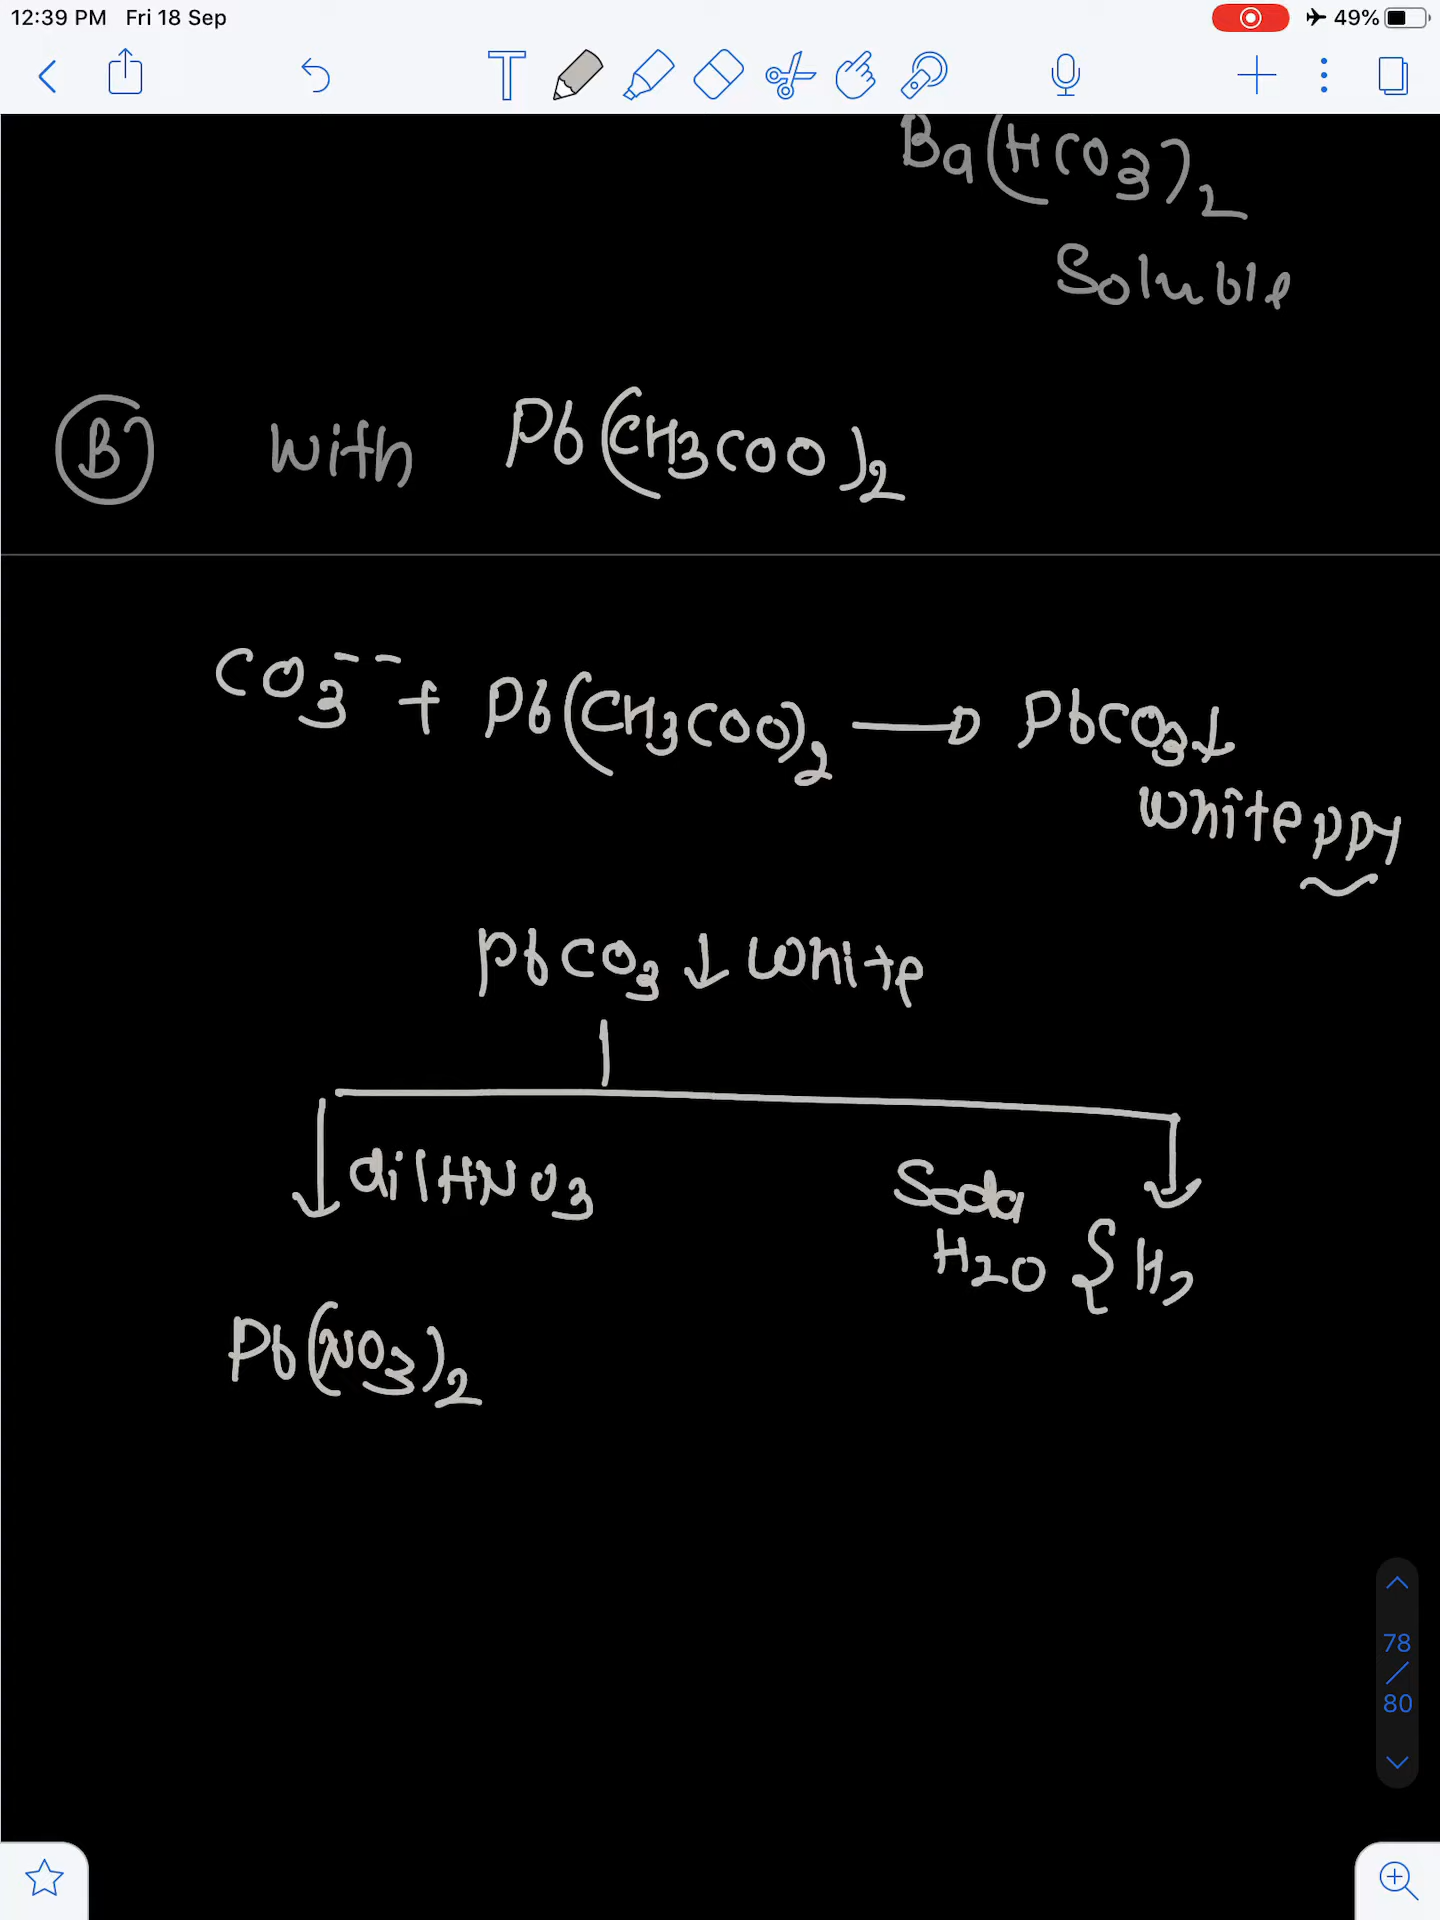 12:39 PM Fri 18 Sep 49%
Ba(HCO3)2
Soluble
B With Pb(CH3COO)2
CO3-- + Pb(CH3COO)2 → PbCO3↓
White ppt
PbCO3 ↓ White
dil HNO3
Soda
H2O { H2
Pb(NO3)2
78
/
80